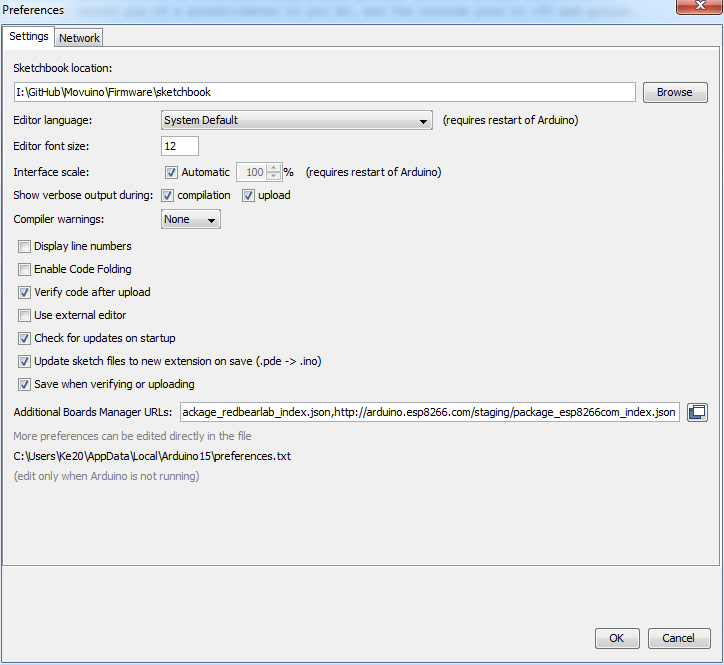 Preferences
Settings
Network
Sketchbook location:
I:\GitHub\Movuino\Firmware\sketchbook
Browse
Editor language:
System Default
(requires restart of Arduino)
Editor font size:
12
Interface scale:
Automatic
100
%
(requires restart of Arduino)
Show verbose output during:
compilation
upload
Compiler warnings:
None
Display line numbers
Enable Code Folding
Verify code after upload
Use external editor
Check for updates on startup
Update sketch files to new extension on save (.pde -> .ino)
Save when verifying or uploading
Additional Boards Manager URLs:
ackage_redbearlab_index.json,http://arduino.esp8266.com/staging/package_esp8266com_index.json
More preferences can be edited directly in the file
C:\Users\Ke20\AppData\Local\Arduino15\preferences.txt
(edit only when Arduino is not running)
OK
Cancel